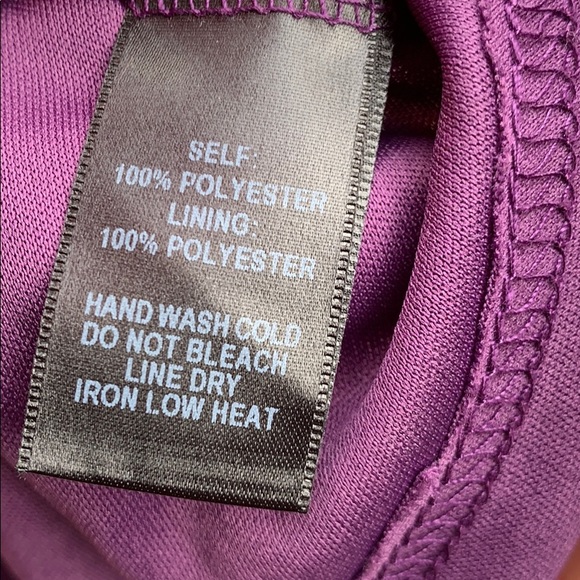 SELF:
100% POLYESTER
LINING:
100% POLYESTER
HAND WASH COLD
DO NOT BLEACH
LINE DRY
IRON LOW HEAT